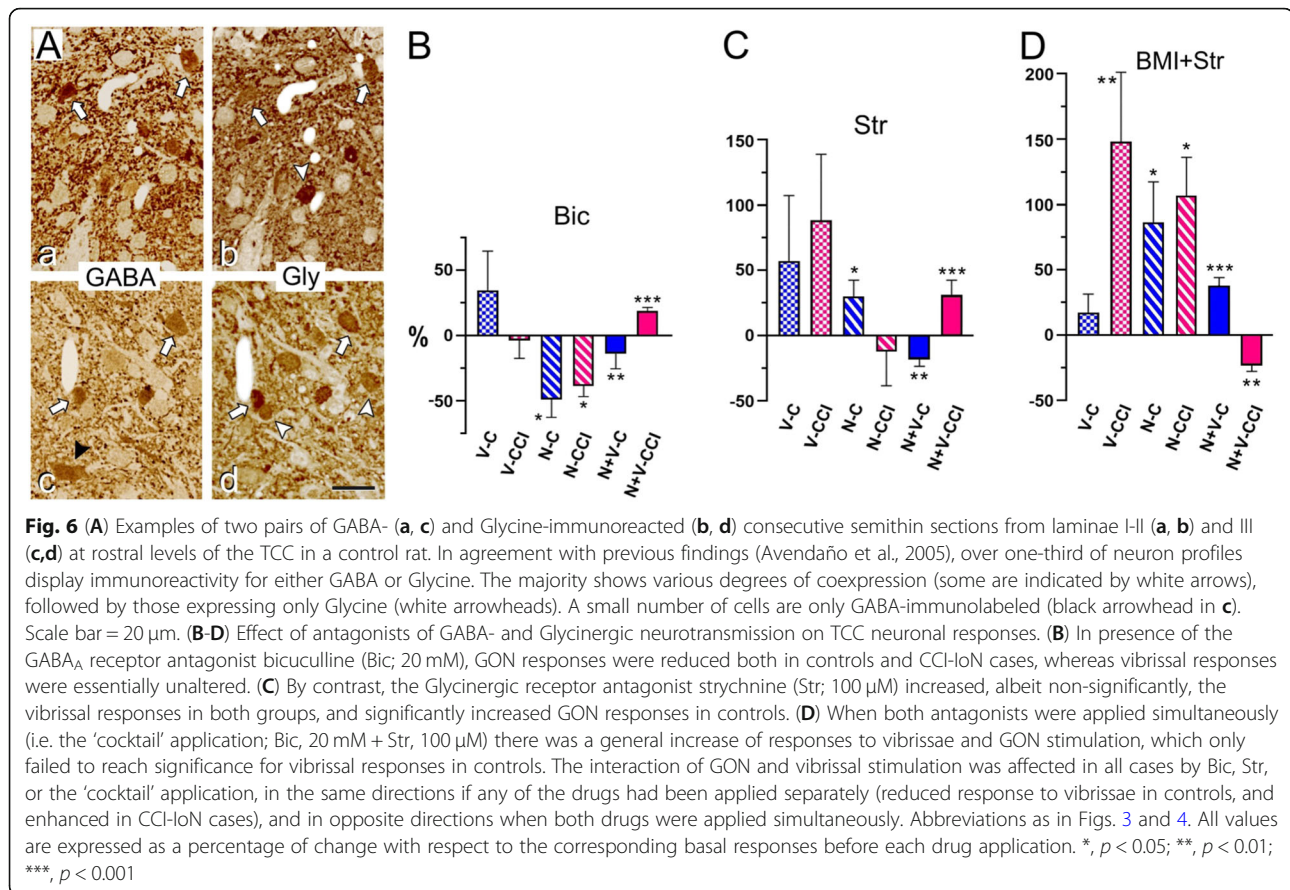 A
a
b
GABA
Gly
c
d
B
Bic
50
0
-50
%
V-C
V-CCI
N-C
N-CCI
N+V-C
N+V-CCI
*
*
**
***
C
Str
150
100
50
0
-50
V-C
V-CCI
N-C
N-CCI
N+V-C
N+V-CCI
*
**
***
D
BMI+Str
200
150
100
50
0
-50
V-C
V-CCI
N-C
N-CCI
N+V-C
N+V-CCI
**
*
*
***
**
Fig. 6 (A) Examples of two pairs of GABA- (a, c) and Glycine-immunoreacted (b, d) consecutive semithin sections from laminae I-II (a, b) and III
(c,d) at rostral levels of the TCC in a control rat. In agreement with previous findings (Avendaño et al., 2005), over one-third of neuron profiles
display immunoreactivity for either GABA or Glycine. The majority shows various degrees of coexpression (some are indicated by white arrows),
followed by those expressing only Glycine (white arrowheads). A small number of cells are only GABA-immunolabeled (black arrowhead in c).
Scale bar = 20 μm. (B-D) Effect of antagonists of GABA- and Glycinergic neurotransmission on TCC neuronal responses. (B) In presence of the
GABAA receptor antagonist bicuculline (Bic; 20 mM), GON responses were reduced both in controls and CCI-IoN cases, whereas vibrissal responses
were essentially unaltered. (C) By contrast, the Glycinergic receptor antagonist strychnine (Str; 100 μM) increased, albeit non-significantly, the
vibrissal responses in both groups, and significantly increased GON responses in controls. (D) When both antagonists were applied simultaneously
(i.e. the ‘cocktail’ application; Bic, 20 mM + Str, 100 μM) there was a general increase of responses to vibrissae and GON stimulation, which only
failed to reach significance for vibrissal responses in controls. The interaction of GON and vibrissal stimulation was affected in all cases by Bic, Str,
or the ‘cocktail’ application, in the same directions if any of the drugs had been applied separately (reduced response to vibrissae in controls, and
enhanced in CCI-IoN cases), and in opposite directions when both drugs were applied simultaneously. Abbreviations as in Figs. 3 and 4. All values
are expressed as a percentage of change with respect to the corresponding basal responses before each drug application. *, p < 0.05; **, p < 0.01;
***, p < 0.001